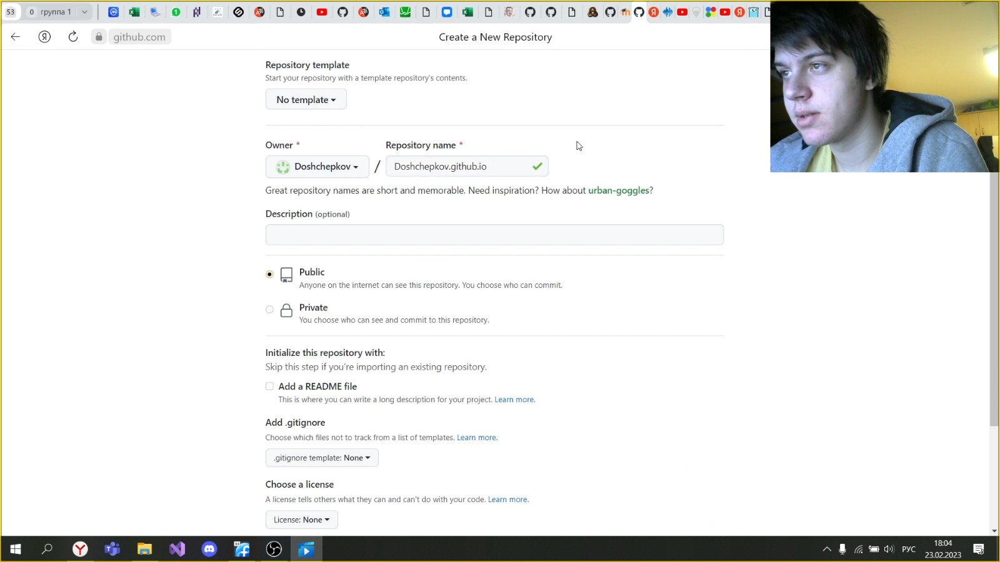 53
0 группа 1
github.com
Create a New Repository
Repository template
Start your repository with a template repository's contents.
No template
Owner *
Repository name *
Doshchepkov
/
Doshchepkov.github.io
Great repository names are short and memorable. Need inspiration? How about urban-goggles?
Description (optional)
Public
Anyone on the internet can see this repository. You choose who can commit.
Private
You choose who can see and commit to this repository.
Initialize this repository with:
Skip this step if you're importing an existing repository.
Add a README file
This is where you can write a long description for your project. Learn more.
Add .gitignore
Choose which files not to track from a list of templates. Learn more.
.gitignore template: None
Choose a license
A license tells others what they can and can't do with your code. Learn more.
License: None
РУС
18:04
23.02.2023